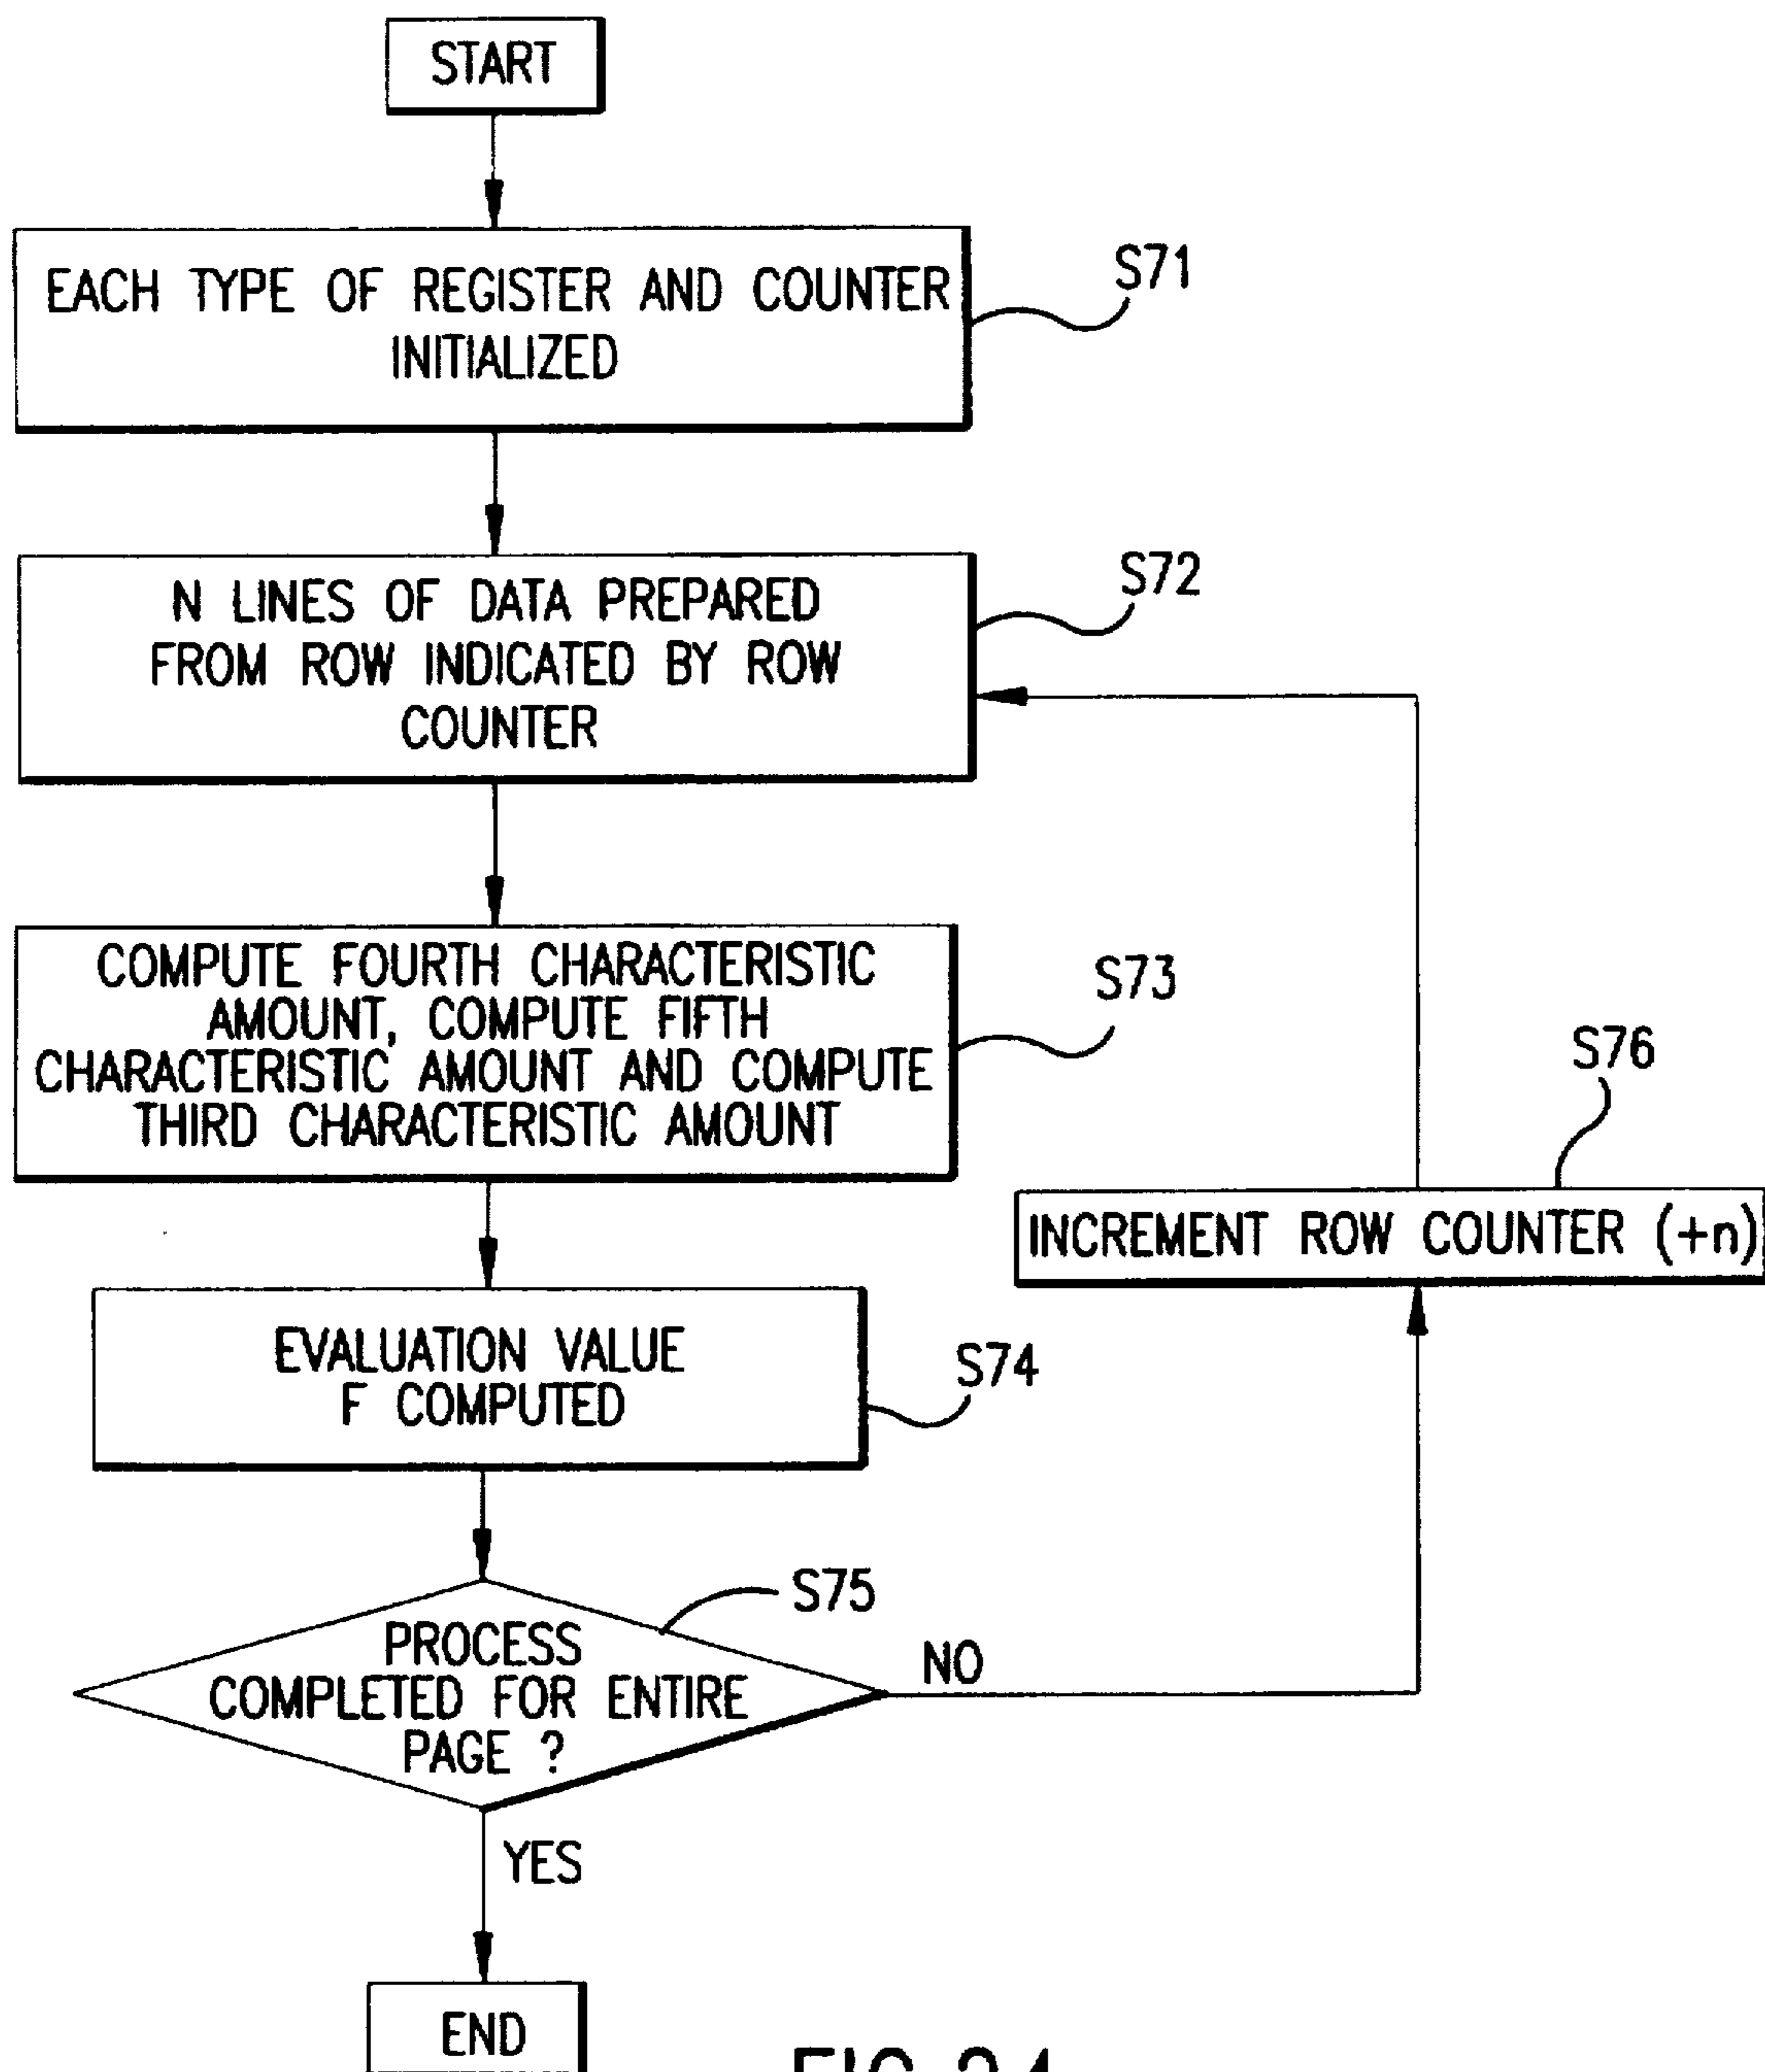 START
EACH TYPE OF REGISTER AND COUNTER
INITIALIZED
S71
N LINES OF DATA PREPARED
FROM ROW INDICATED BY ROW
COUNTER
S72
COMPUTE FOURTH CHARACTERISTIC
AMOUNT, COMPUTE FIFTH
CHARACTERISTIC AMOUNT AND COMPUTE
THIRD CHARACTERISTIC AMOUNT
S73
S76
INCREMENT ROW COUNTER (+n)
EVALUATION VALUE
F COMPUTED
S74
S75
PROCESS
COMPLETED FOR ENTIRE
PAGE ?
NO
YES
END